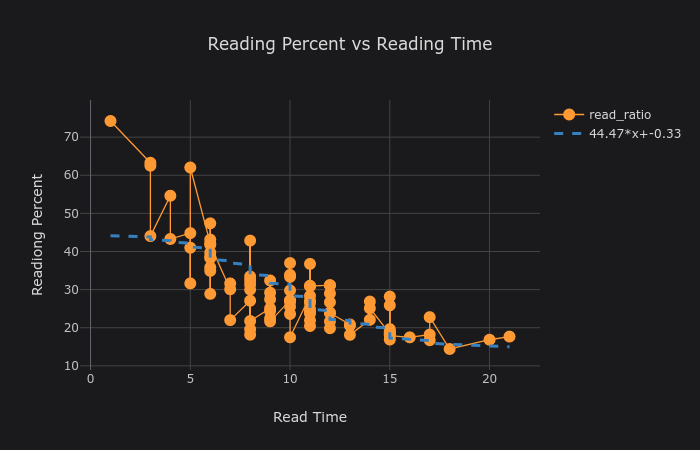 Reading Percent vs Reading Time
read_ratio
44.47*x+-0.33
Readiong Percent
70
60
50
40
30
20
10
0
5
10
15
20
Read Time